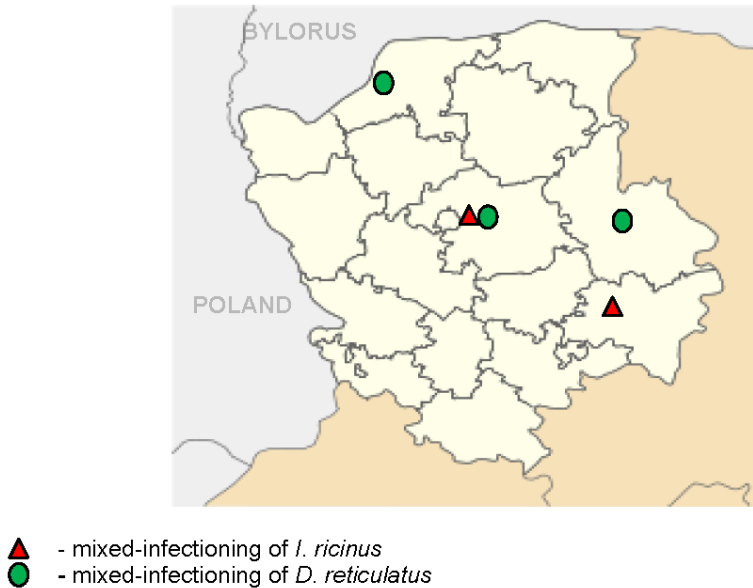 BYLORUS
POLAND
- mixed-infectioning of I. ricinus
- mixed-infectioning of D. reticulatus